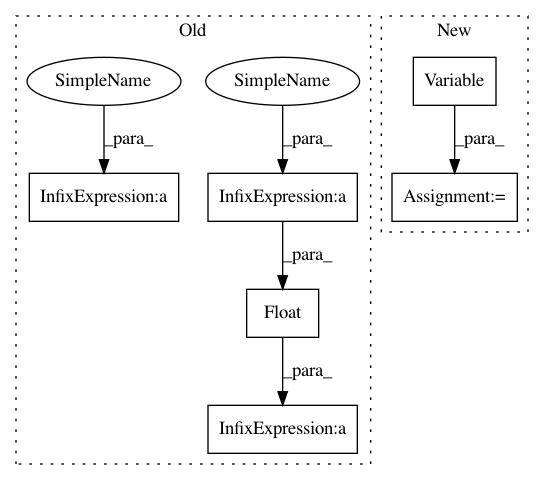 Old
New
SimpleName
SimpleName
Variable
_para_
_para_
_para_
InfixExpression:a
InfixExpression:a
Assignment:=
_para_
Float
_para_
InfixExpression:a